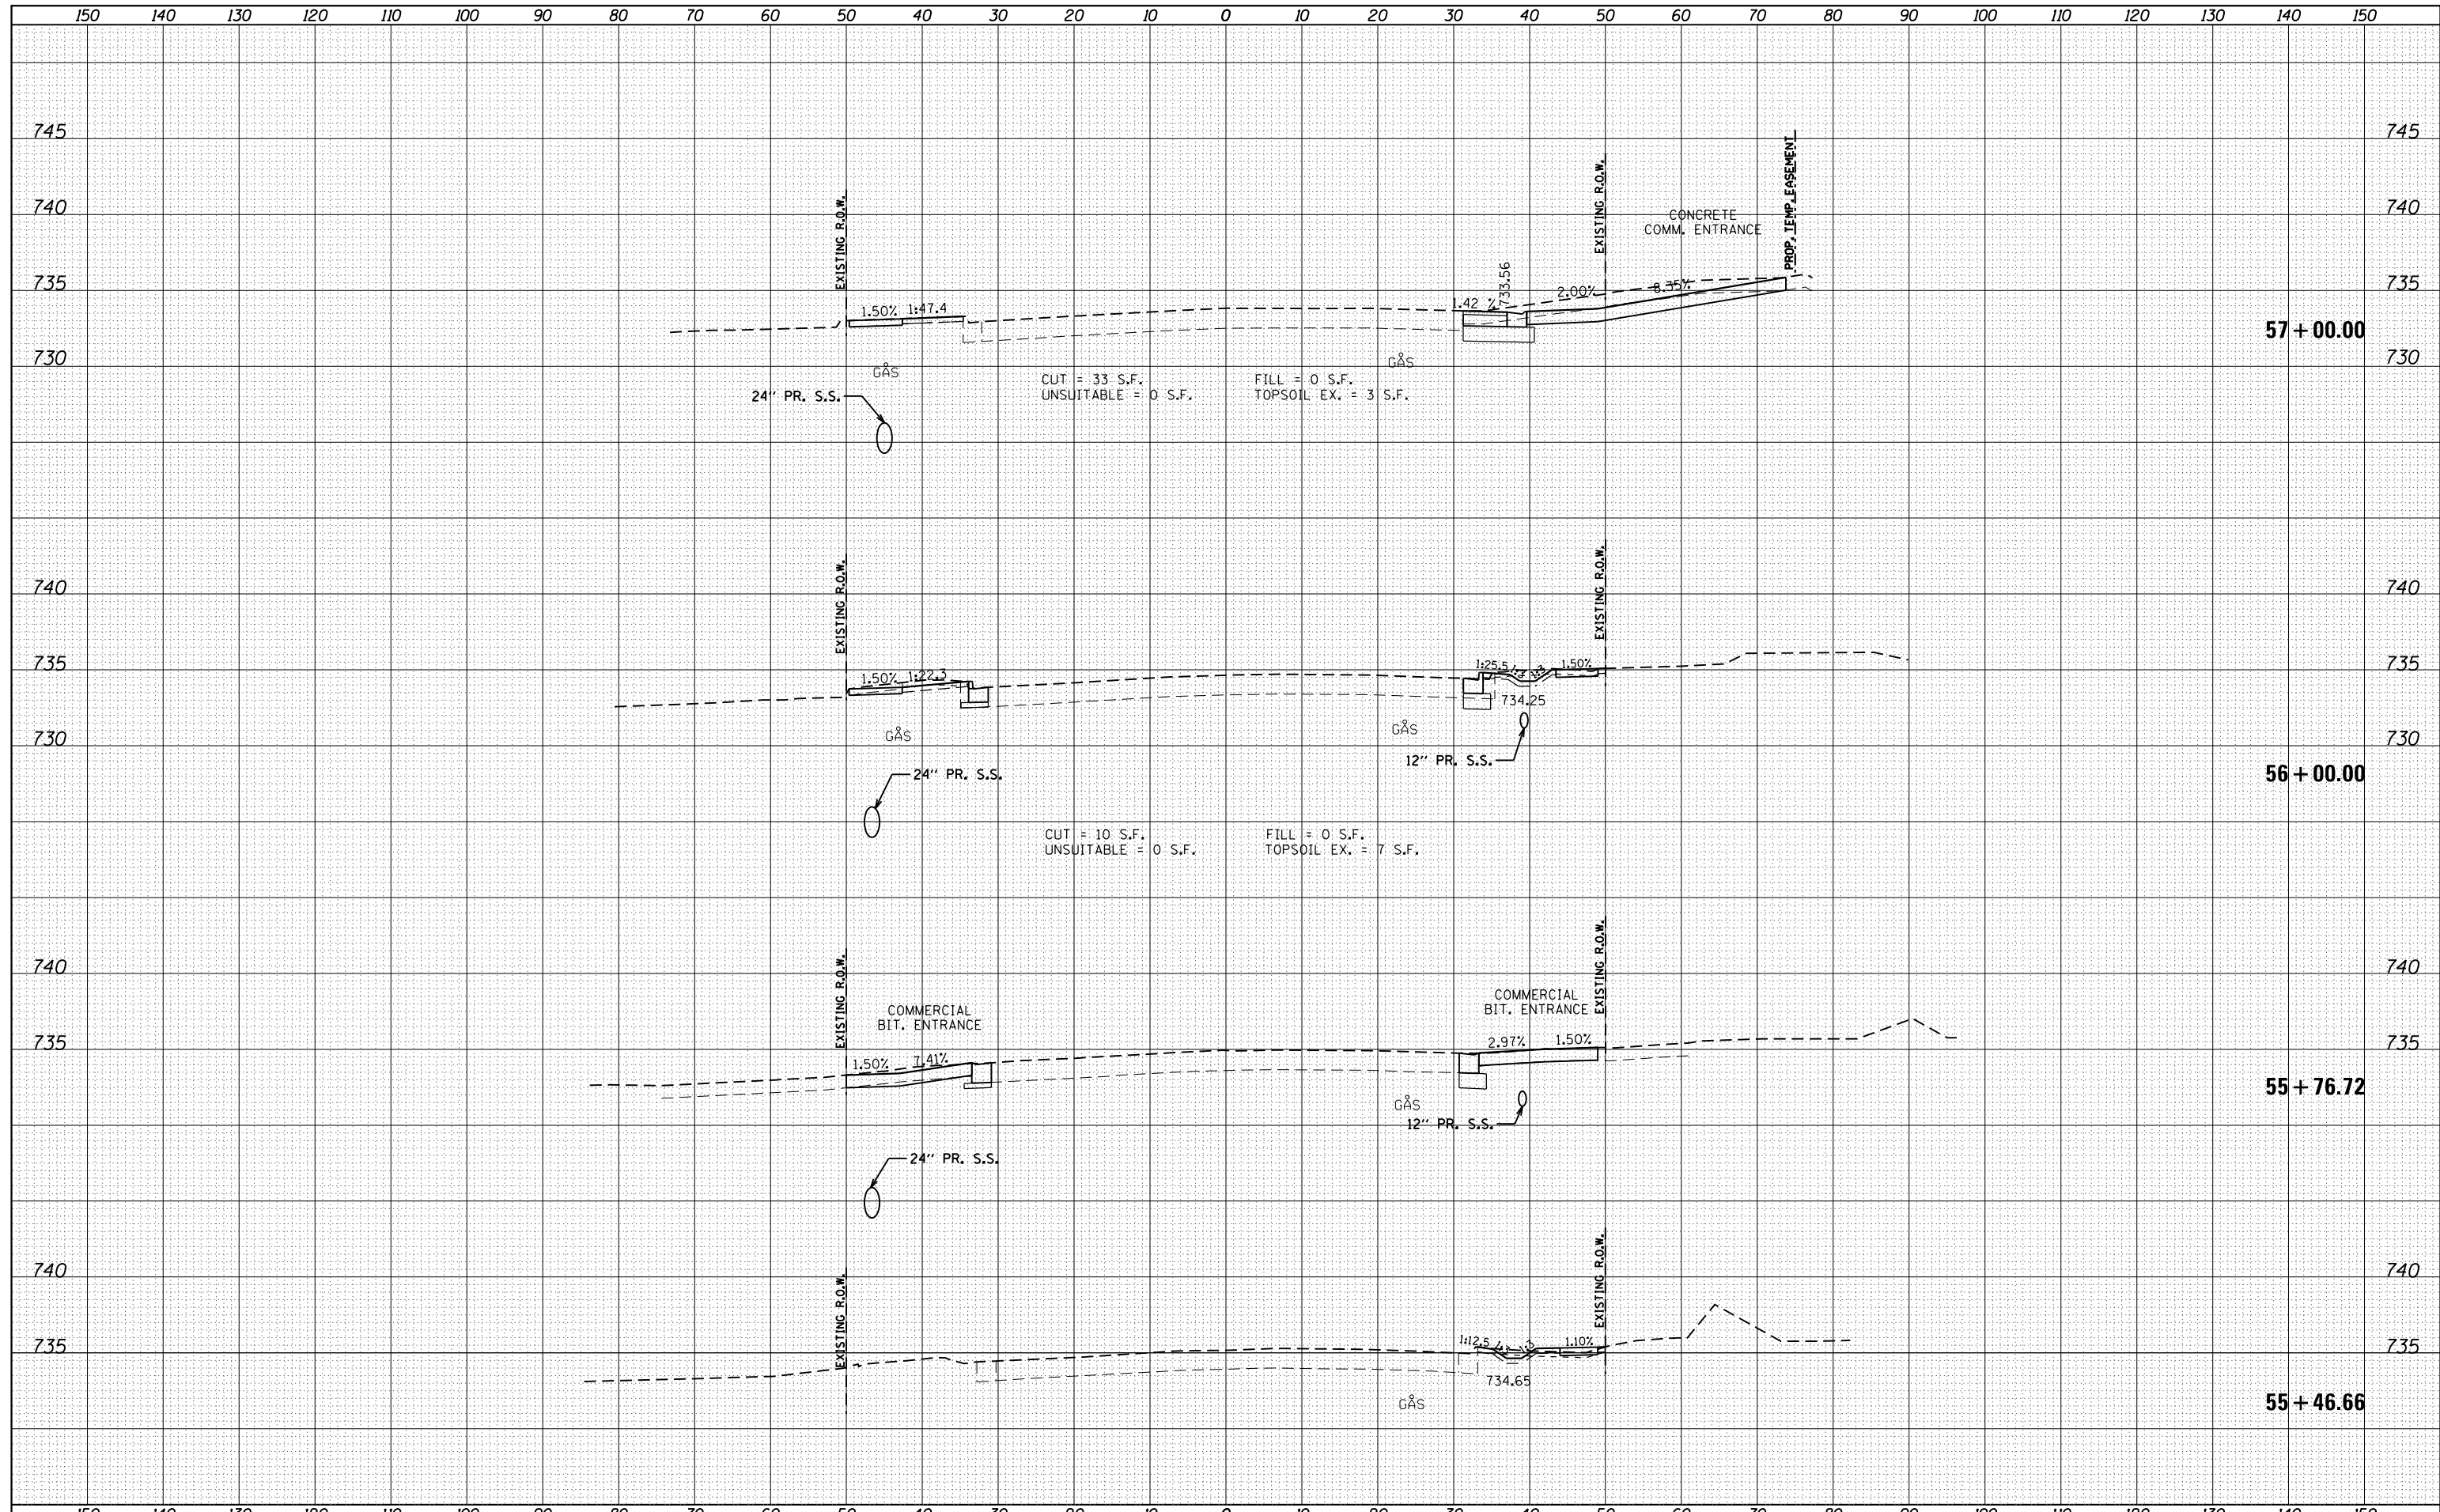 150 140 130 120 110 100 90 80 70 60 50 40 30 20 10 0 10 20 30 40 50 60 70 80 90 100 110 120 130 140 150
745 745
EXISTING R.O.W.
EXISTING R.O.W.
PROP. TEMP. EASEMENT
740 740
CONCRETE
COMM. ENTRANCE
735 735
1.50% 1:47.4
1.42 %
733.56
2.00%
8.35%
57+00.00
730 730
GAS
GAS
24" PR. S.S.
CUT = 33 S.F. FILL = 0 S.F.
UNSUITABLE = 0 S.F. TOPSOIL EX. = 3 S.F.
740 740
EXISTING R.O.W.
EXISTING R.O.W.
735 735
1.50% 1:22.3
1:25.5 1:3 1:3 1.50%
734.25
GAS
GAS
730 730
12" PR. S.S.
24" PR. S.S.
56+00.00
CUT = 10 S.F. FILL = 0 S.F.
UNSUITABLE = 0 S.F. TOPSOIL EX. = 7 S.F.
740 740
EXISTING R.O.W.
EXISTING R.O.W.
COMMERCIAL
BIT. ENTRANCE
COMMERCIAL
BIT. ENTRANCE
735 735
1.50% 7.41%
2.97% 1.50%
55+76.72
GAS
12" PR. S.S.
24" PR. S.S.
740 740
EXISTING R.O.W.
EXISTING R.O.W.
735 735
1:12.5 1:3 1.10%
734.65
GAS
55+46.66
150 140 130 120 110 100 90 80 70 60 50 40 30 20 10 0 10 20 30 40 50 60 70 80 90 100 110 120 130 140 150